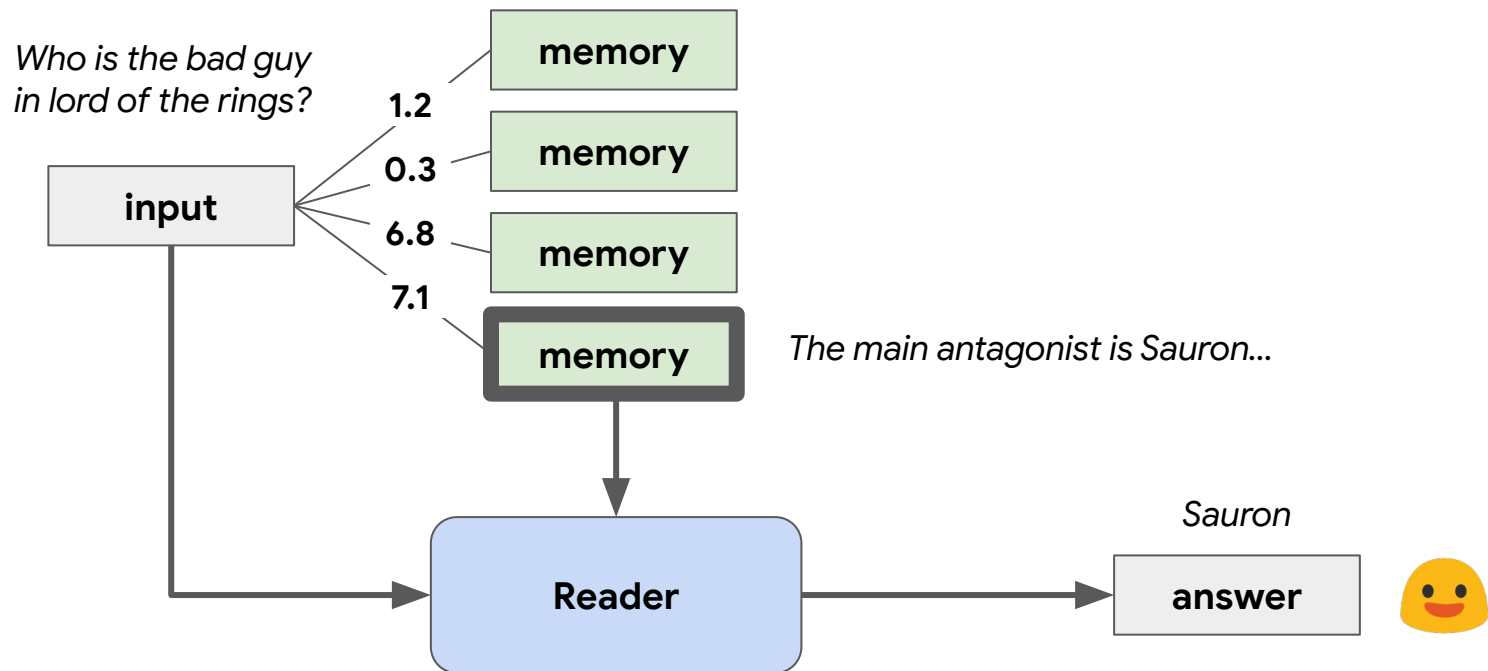 Who is the bad guy
in lord of the rings?
input
1.2
0.3
6.8
7.1
memory
memory
memory
memory
The main antagonist is Sauron...
Reader
Sauron
answer